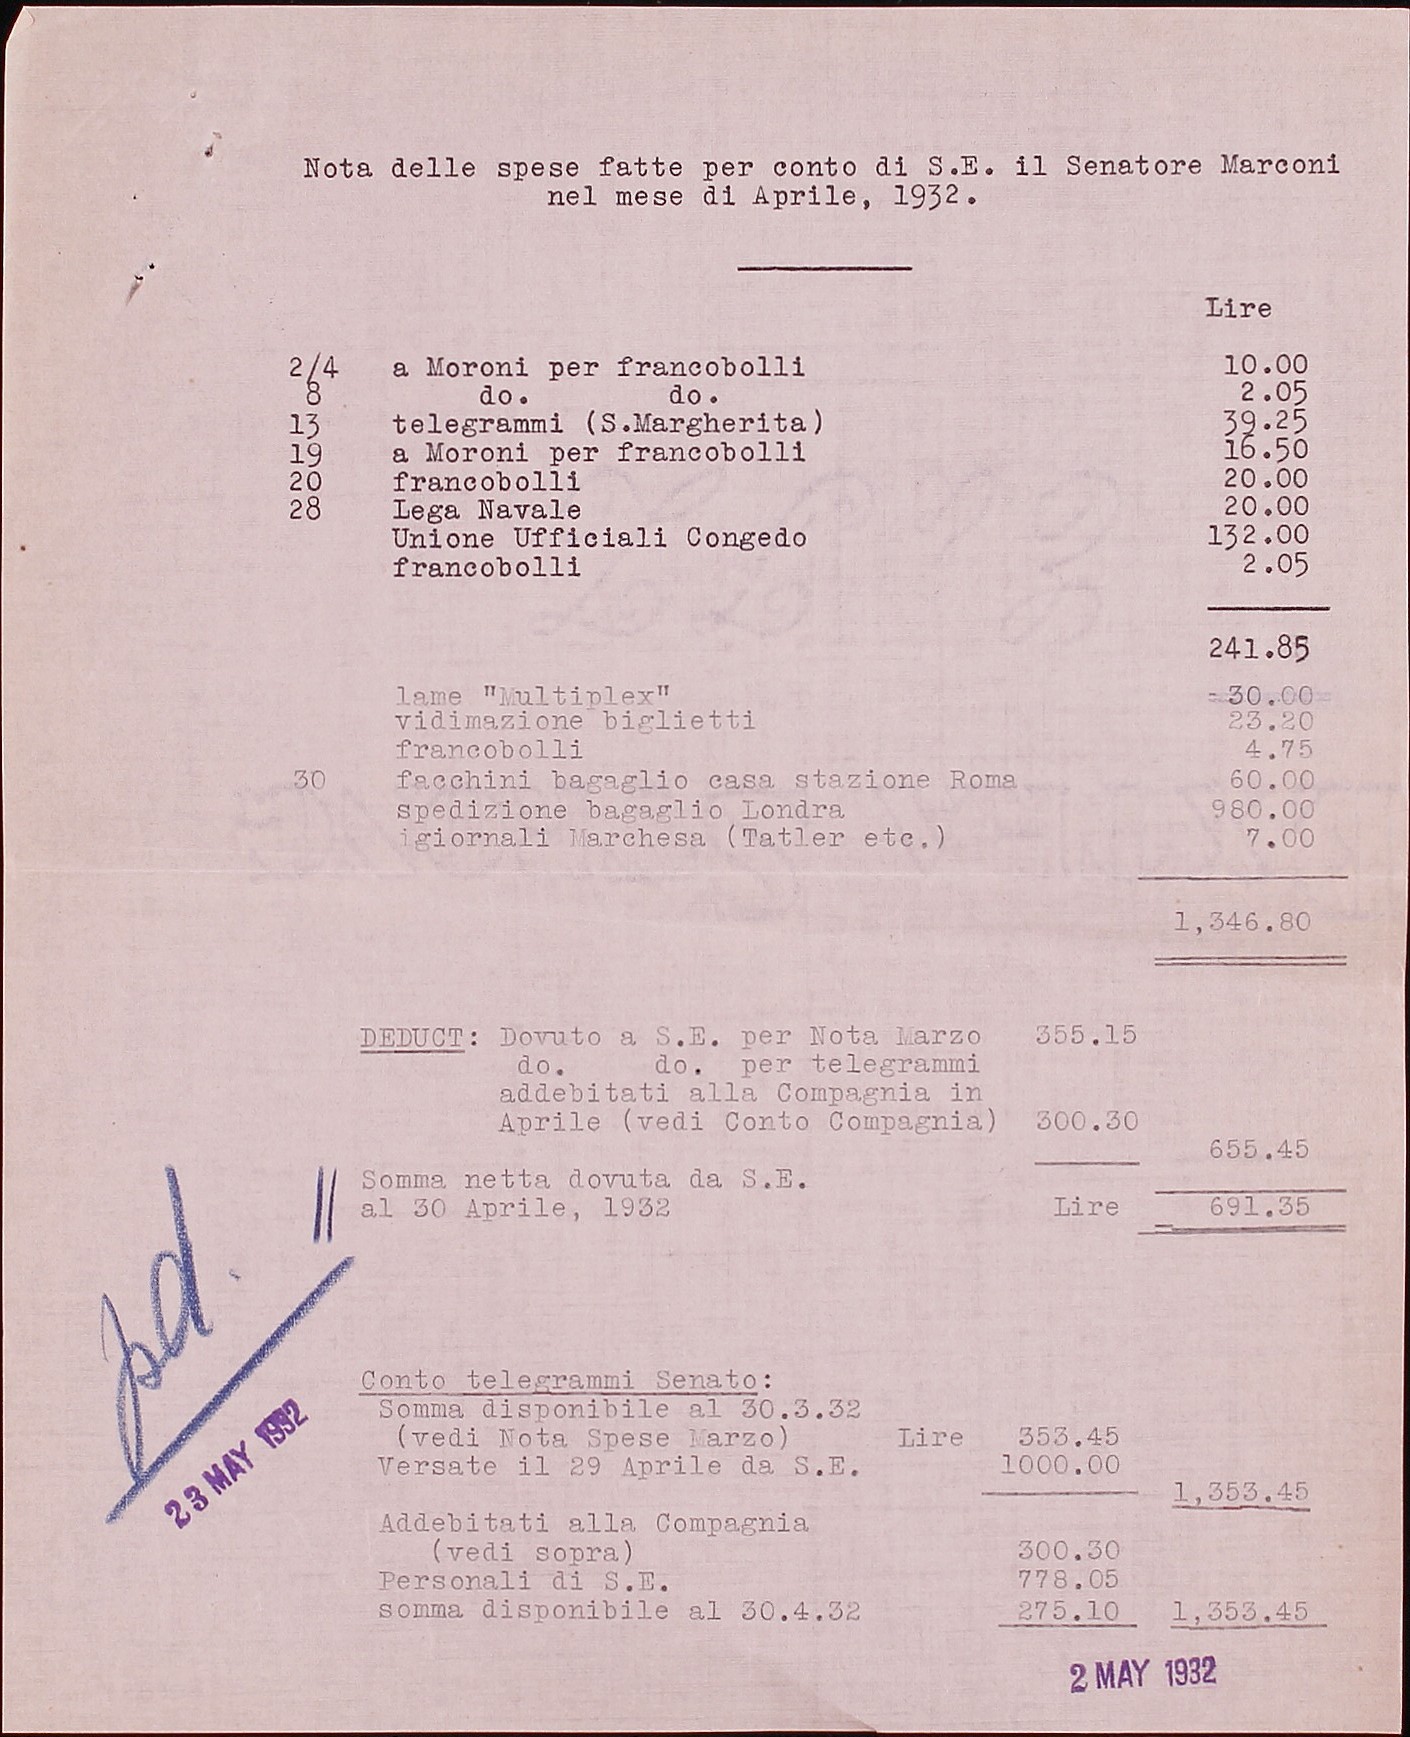 Nota delle spese fatte per conto di S.E. il Senatore Marconi
nel mese di Aprile, 1932.
Lire
2/4 a Moroni per francobolli 10.00
8 do. do. 2.05
13 telegrammi (S.Margherita) 39.25
19 a Moroni per francobolli 16.50
20 francobolli 20.00
28 Lega Navale 20.00
Unione Ufficiali Congedo 132.00
francobolli 2.05
241.85
lame "Multiplex" 30.00
vidimazione biglietti 23.20
francobolli 4.75
30 facchini bagaglio casa stazione Roma 60.00
spedizione bagaglio Londra 980.00
giornali Marchesa (Tatler etc.) 7.00
1,346.80
DEDUCT: Dovuto a S.E. per Nota Marzo 355.15
do. do. per telegrammi
addebitati alla Compagnia in
Aprile (vedi Conto Compagnia) 300.30
655.45
Somma netta dovuta da S.E.
al 30 Aprile, 1932 Lire 691.35
pd.
23 MAY 1932
Conto telegrammi Senato:
Somma disponibile al 30.3.32
(vedi Nota Spese Marzo) Lire 353.45
Versate il 29 Aprile da S.E. 1000.00
1,353.45
Addebitati alla Compagnia
(vedi sopra) 300.30
Personali di S.E. 778.05
somma disponibile al 30.4.32 275.10 1,353.45
2 MAY 1932